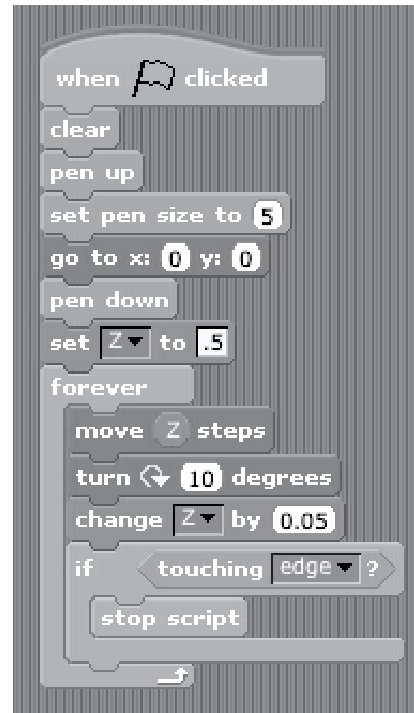 when clicked
clear
pen up
set pen size to 5
go to x: 0 y: 0
pen down
set Z to .5
forever
move Z steps
turn 10 degrees
change Z by 0.05
if touching edge ?
stop script